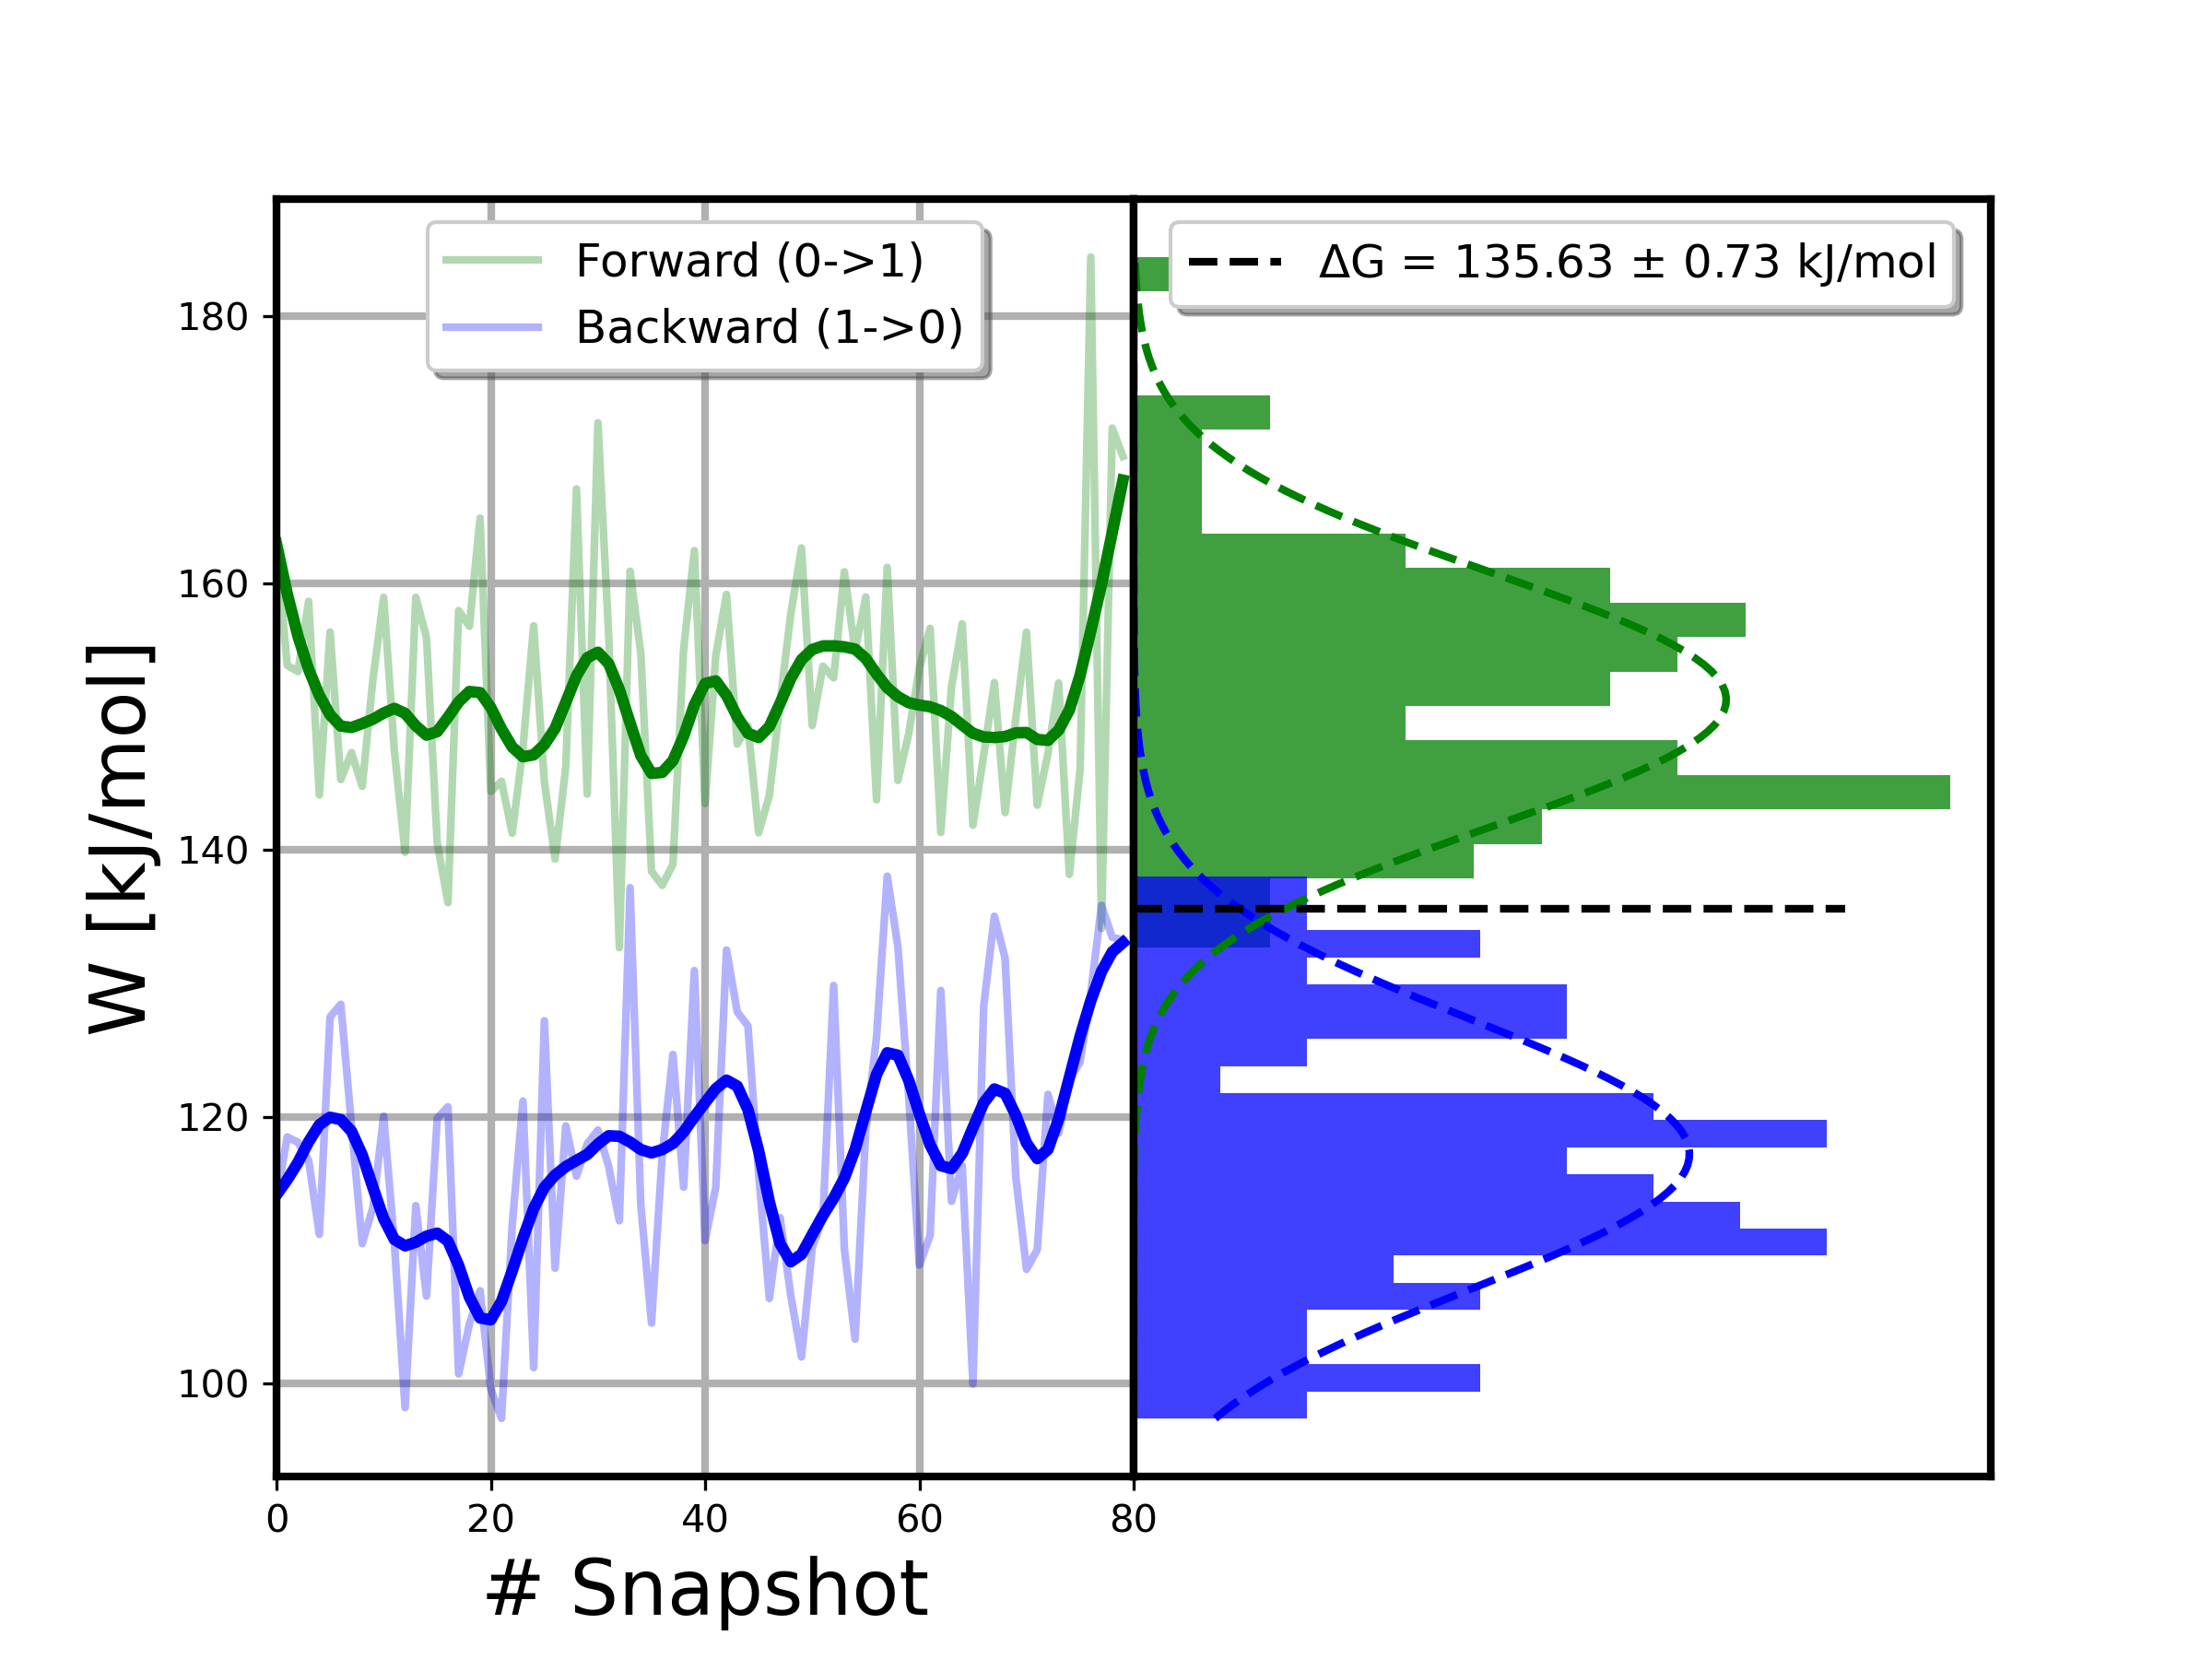 Forward (0->1)
Backward (1->0)
ΔG = 135.63 ± 0.73 kJ/mol
180
160
140
120
100
W [kJ/mol]
0
20
40
60
80
# Snapshot